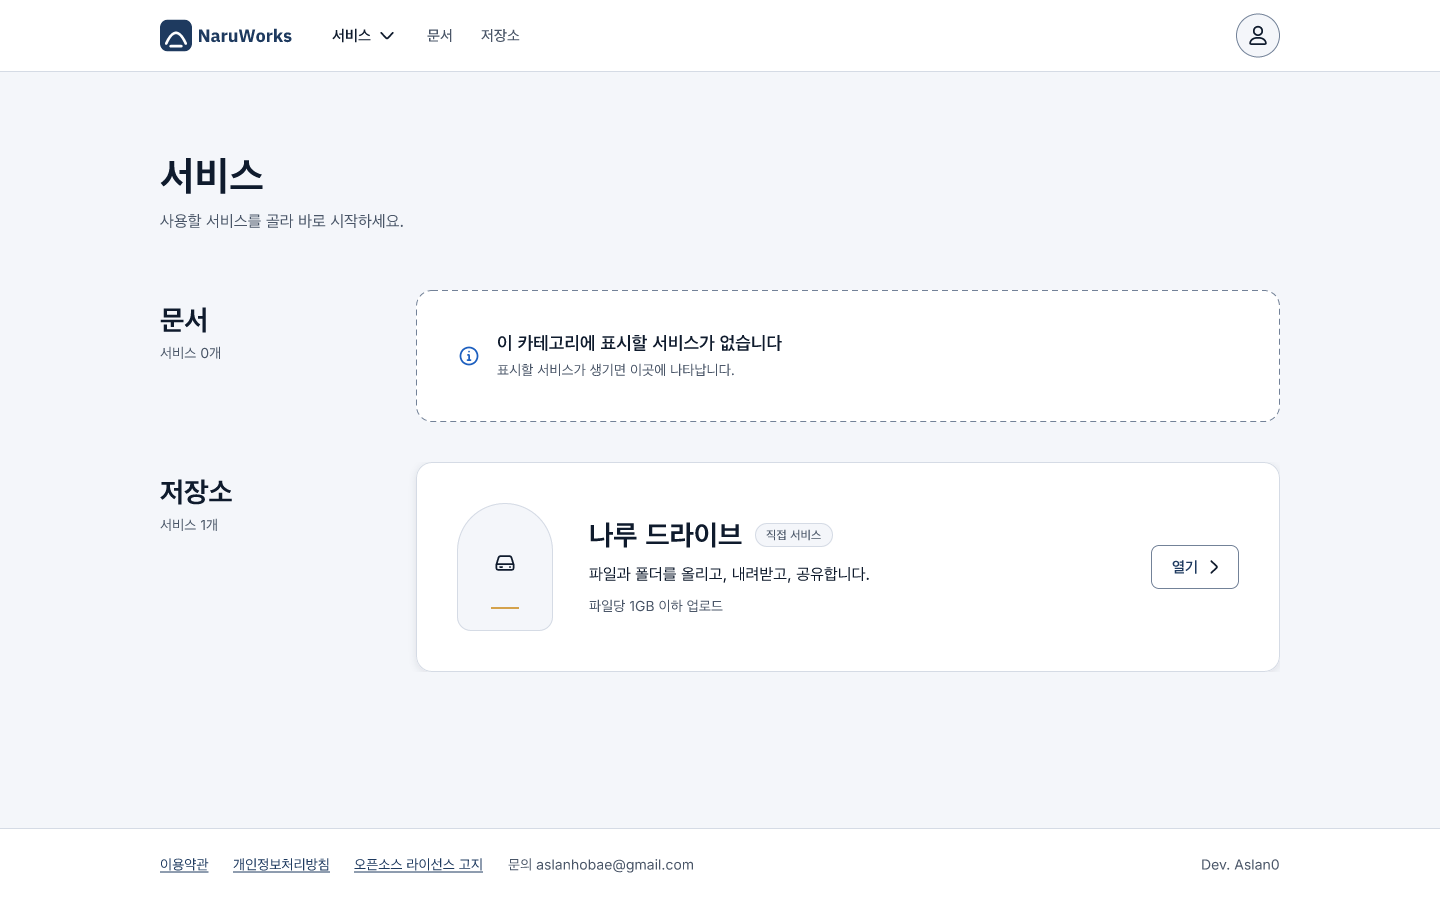 NaruWorks 서비스 문서 저장소
서비스
사용할 서비스를 골라 바로 시작하세요.
문서
서비스 0개
이 카테고리에 표시할 서비스가 없습니다
표시할 서비스가 생기면 이곳에 나타납니다.
저장소
서비스 1개
나루 드라이브 직접 서비스
파일과 폴더를 올리고, 내려받고, 공유합니다.
파일당 1GB 이하 업로드
열기
이용약관 개인정보처리방침 오픈소스 라이선스 고지 문의 aslanhobae@gmail.com Dev. Aslan0